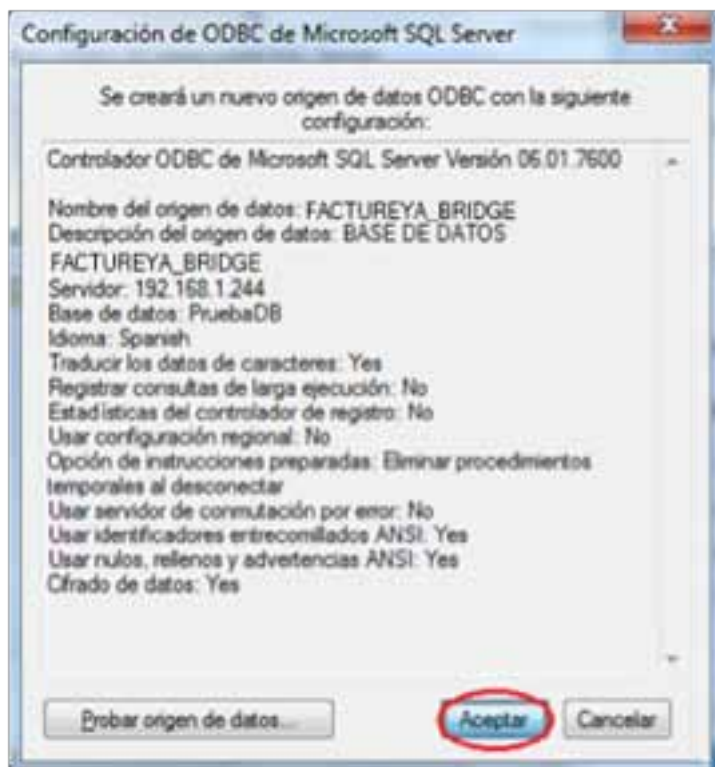 Configuración de ODBC de Microsoft SQL Server
Se creará un nuevo origen de datos ODBC con la siguiente
configuración:
Controlador ODBC de Microsoft SQL Server Versión 06.01.7600
Nombre del origen de datos: FACTUREYA_BRIDGE
Descripción del origen de datos: BASE DE DATOS
FACTUREYA_BRIDGE
Servidor: 192.168.1.244
Base de datos: PruebaDB
Idioma: Spanish
Traducir los datos de caracteres: Yes
Registrar consultas de larga ejecución: No
Estadísticas del controlador de registro: No
Usar configuración regional: No
Opción de instrucciones preparadas: Eliminar procedimientos
temporales al desconectar
Usar servidor de conmutación por error: No
Usar identificadores entrecomillados ANSI: Yes
Usar nulos, rellenos y advertencias ANSI: Yes
Cifrado de datos: Yes
Probar origen de datos... Aceptar Cancelar